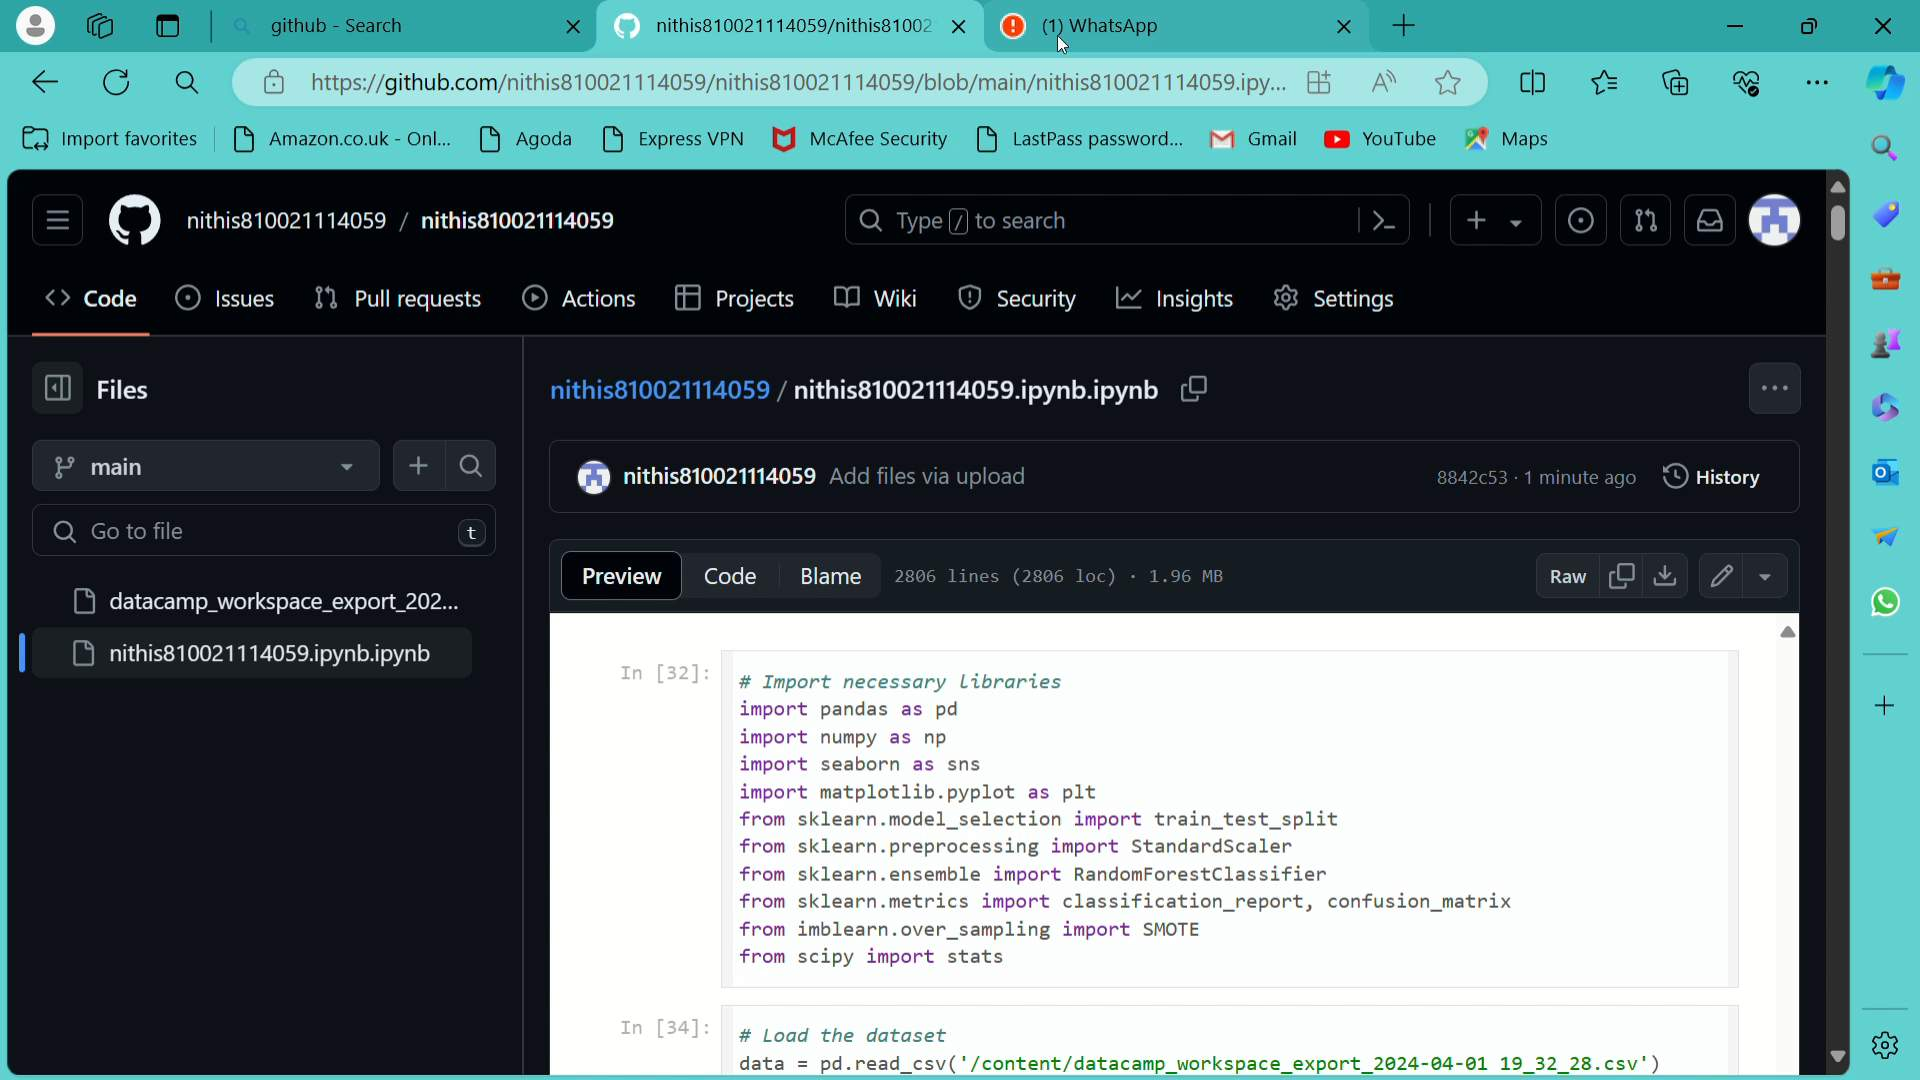 github - Search
nithis810021114059/nithis81002
(1) WhatsApp
https://github.com/nithis810021114059/nithis810021114059/blob/main/nithis810021114059.ipy...
Import favorites
Amazon.co.uk - Onl...
Agoda
Express VPN
McAfee Security
LastPass password...
Gmail
YouTube
Maps
nithis810021114059 / nithis810021114059
Type / to search
Code
Issues
Pull requests
Actions
Projects
Wiki
Security
Insights
Settings
Files
nithis810021114059 / nithis810021114059.ipynb.ipynb
main
nithis810021114059 Add files via upload
8842c53 · 1 minute ago
History
Go to file
t
Preview
Code
Blame
2806 lines (2806 loc) · 1.96 MB
Raw
datacamp_workspace_export_202...
nithis810021114059.ipynb.ipynb
In [32]:
# Import necessary libraries
import pandas as pd
import numpy as np
import seaborn as sns
import matplotlib.pyplot as plt
from sklearn.model_selection import train_test_split
from sklearn.preprocessing import StandardScaler
from sklearn.ensemble import RandomForestClassifier
from sklearn.metrics import classification_report, confusion_matrix
from imblearn.over_sampling import SMOTE
from scipy import stats
In [34]:
# Load the dataset
data = pd.read_csv('/content/datacamp_workspace_export_2024-04-01 19_32_28.csv')